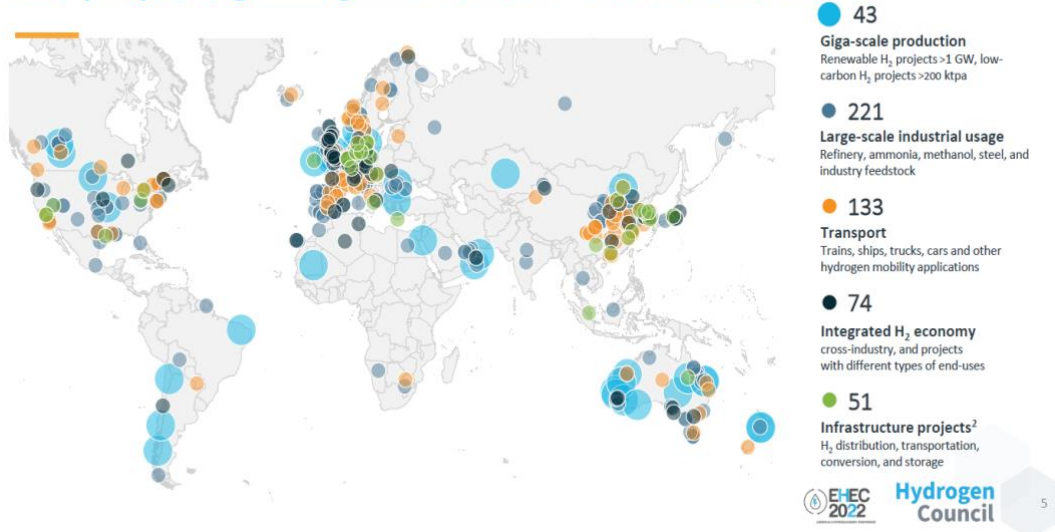 43
Giga-scale production
Renewable H₂ projects >1 GW, low-
carbon H₂ projects >200 ktpa
221
Large-scale industrial usage
Refinery, ammonia, methanol, steel, and
industry feedstock
133
Transport
Trains, ships, trucks, cars and other
hydrogen mobility applications
74
Integrated H₂ economy
cross-industry, and projects
with different types of end-uses
51
Infrastructure projects²
H₂ distribution, transportation,
conversion, and storage
EHEC
2022
Hydrogen
Council
5